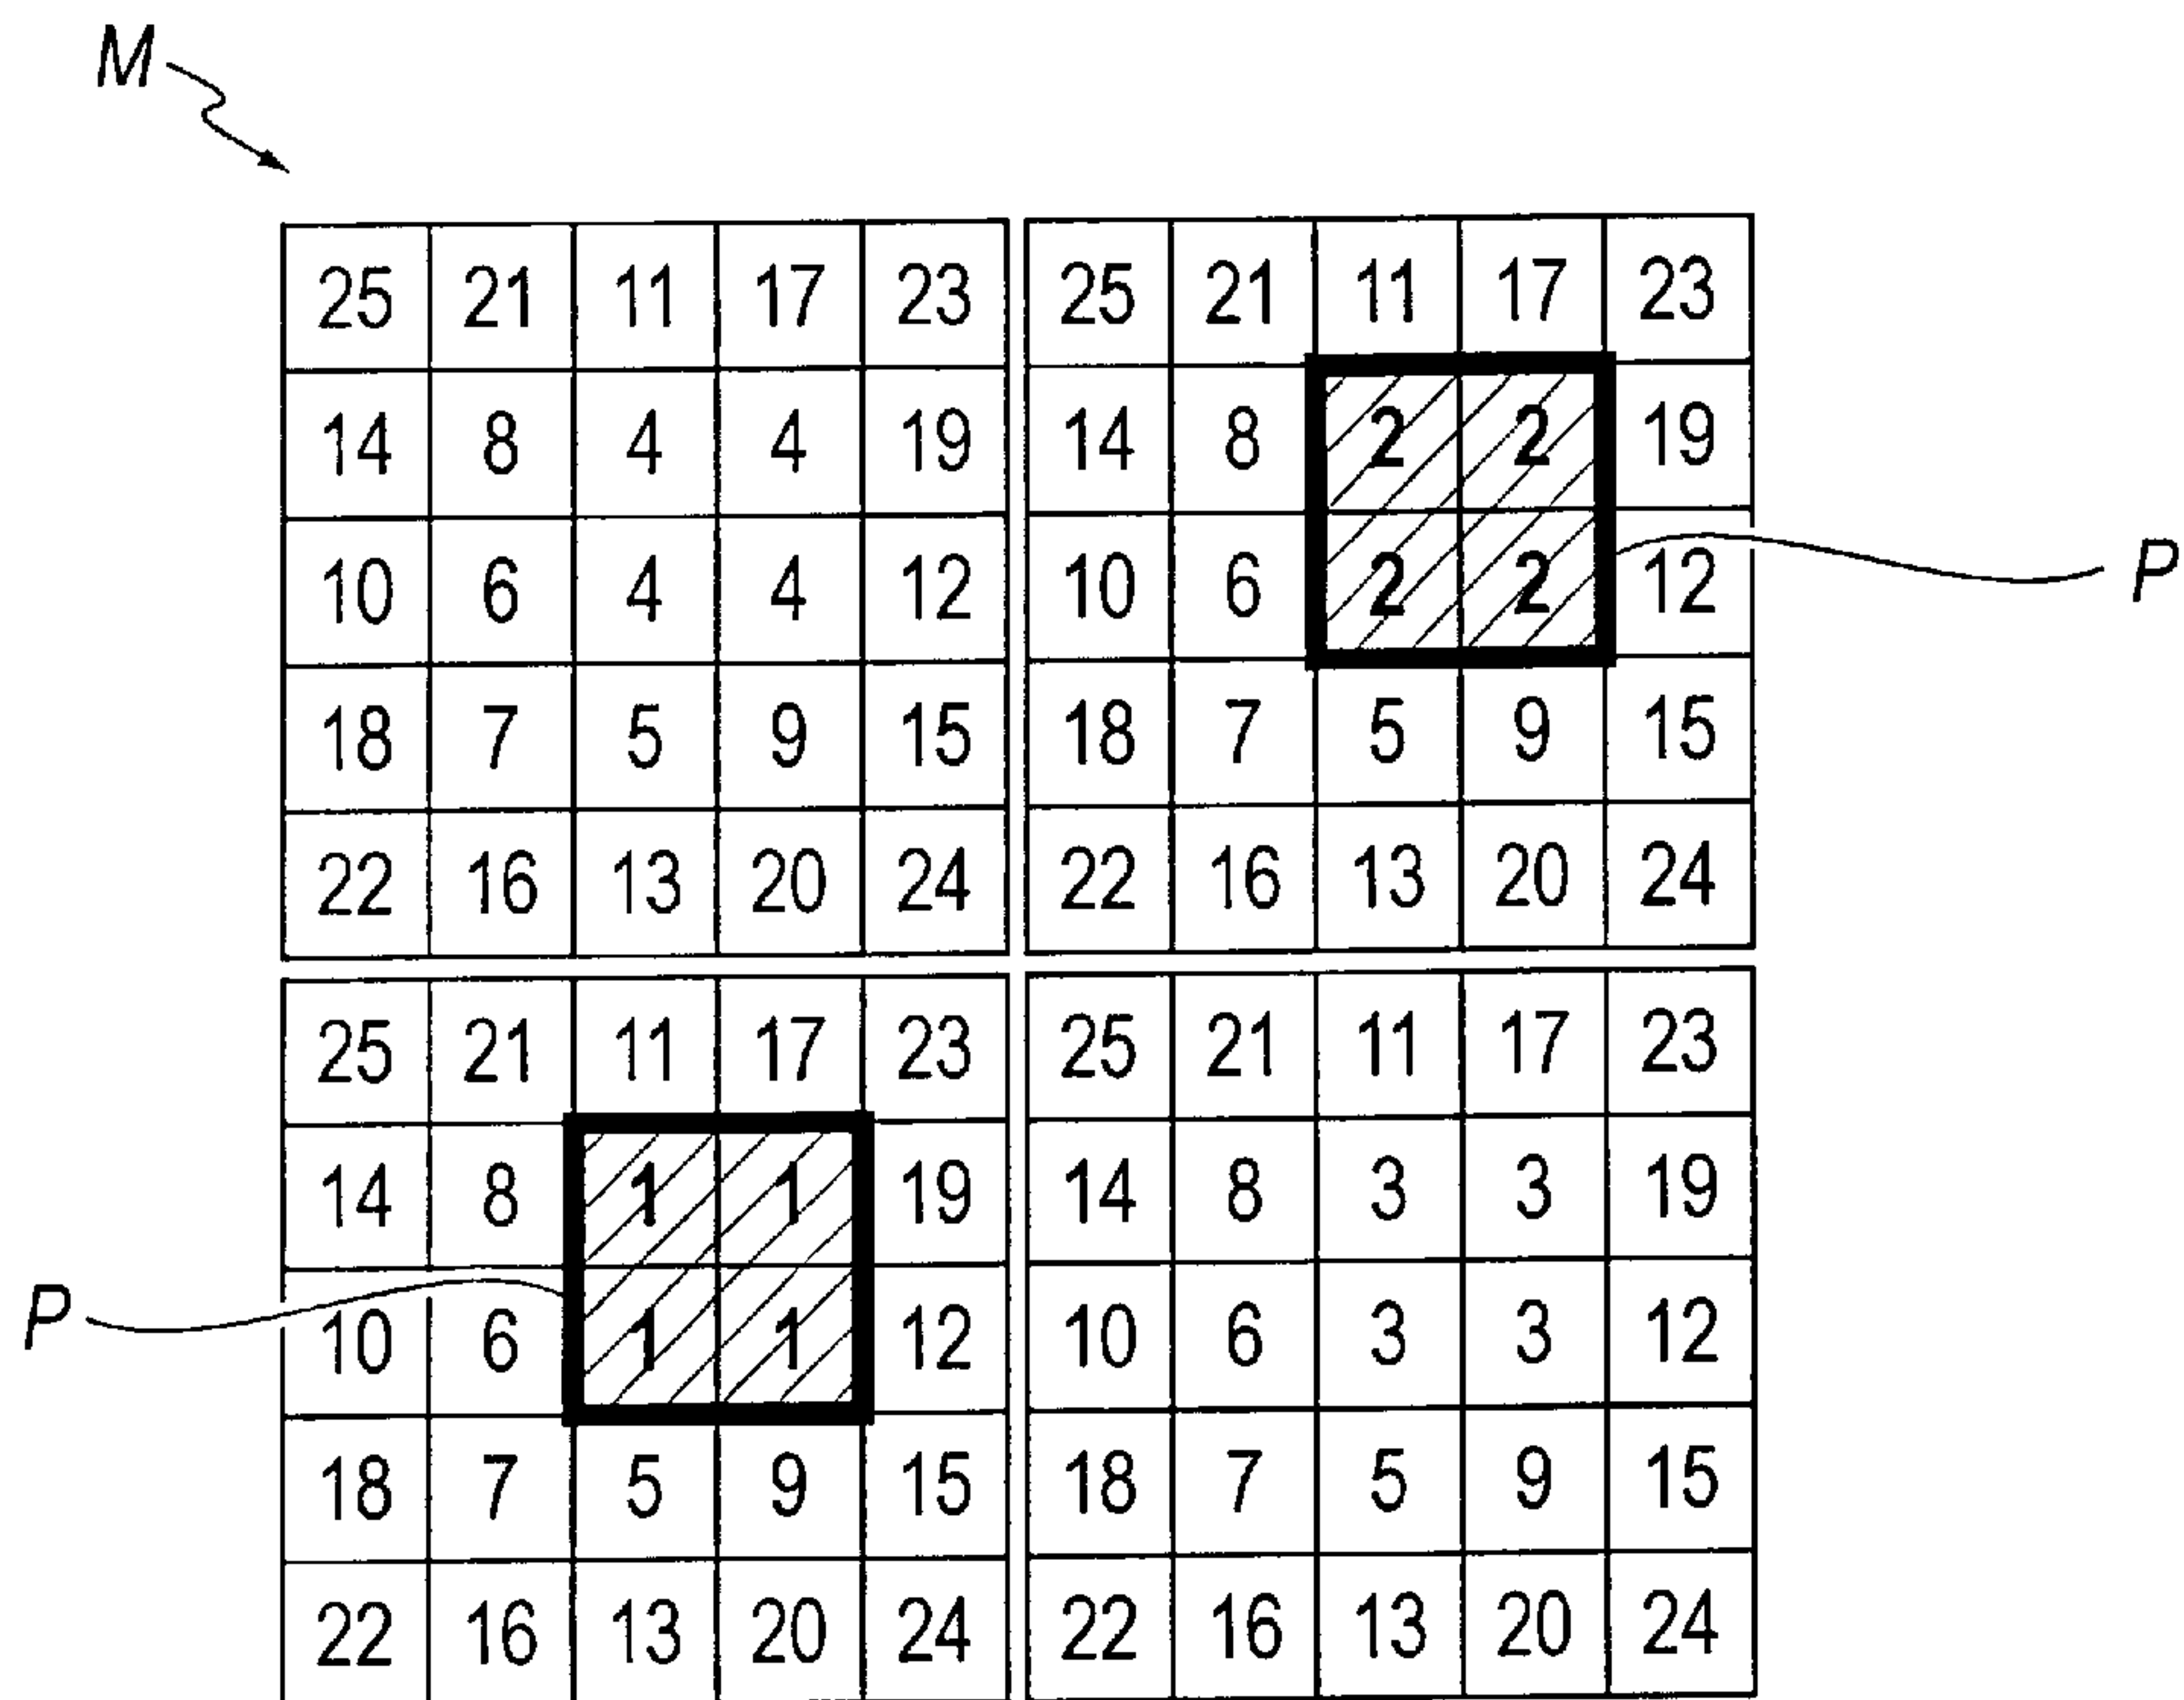 M
25 21 11 17 23 25 21 11 17 23
14 8 4 4 19 14 8 2 2 19
10 6 4 4 12 10 6 2 2 12 P
18 7 5 9 15 18 7 5 9 15
22 16 13 20 24 22 16 13 20 24
25 21 11 17 23 25 21 11 17 23
14 8 1 1 19 14 8 3 3 19
P 10 6 1 1 12 10 6 3 3 12
18 7 5 9 15 18 7 5 9 15
22 16 13 20 24 22 16 13 20 24